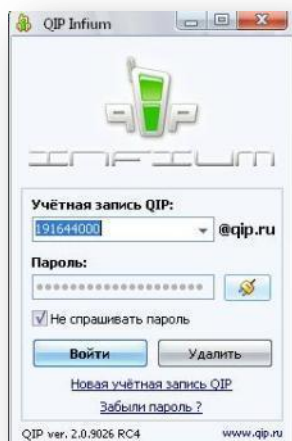 QIP Infium
qip
INFIUM
Учётная запись QIP:
191644000 @qip.ru
Пароль:
Не спрашивать пароль
Войти Удалить
Новая учётная запись QIP
Забыли пароль ?
QIP ver. 2.0.9026 RC4 www.qip.ru